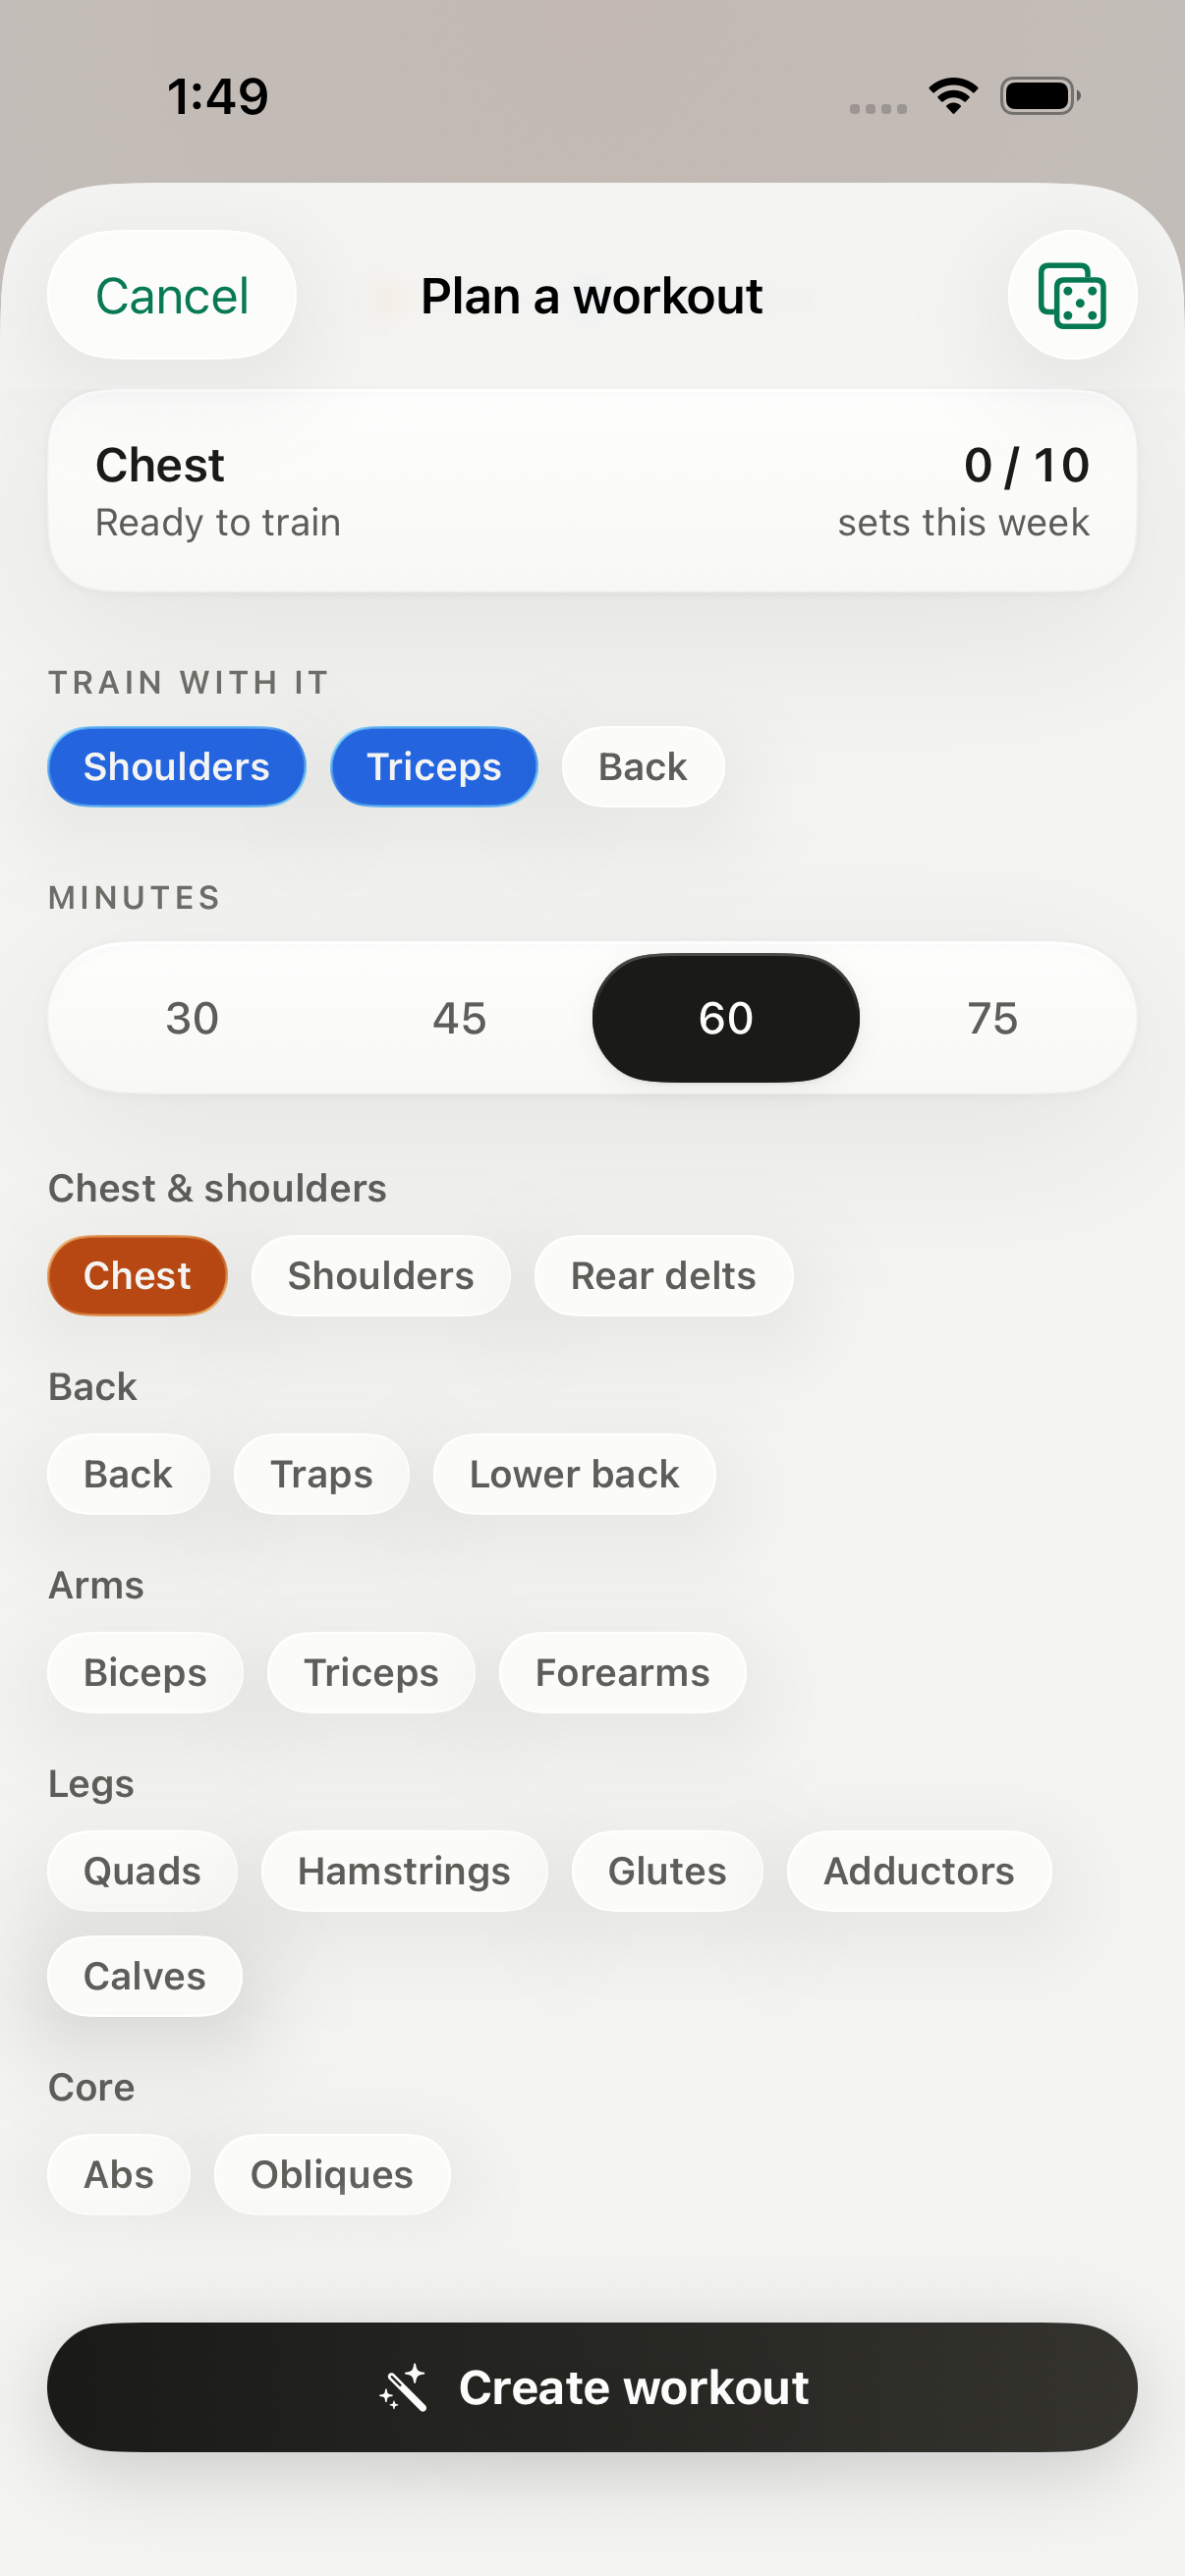 1:49
Cancel
Plan a workout
Chest
0 / 10
Ready to train
sets this week
TRAIN WITH IT
Shoulders
Triceps
Back
MINUTES
30
45
60
75
Chest & shoulders
Chest
Shoulders
Rear delts
Back
Back
Traps
Lower back
Arms
Biceps
Triceps
Forearms
Legs
Quads
Hamstrings
Glutes
Adductors
Calves
Core
Abs
Obliques
Create workout